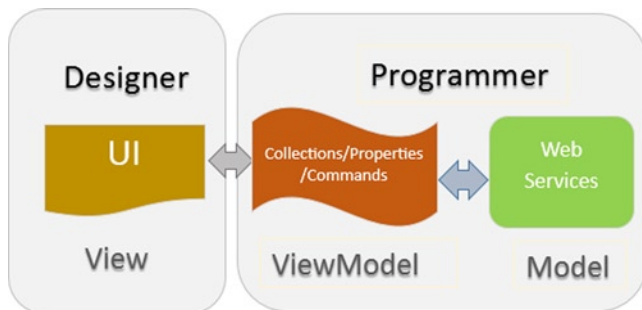 Designer
Programmer
UI
Collections/Properties
/Commands
Web
Services
View
ViewModel
Model